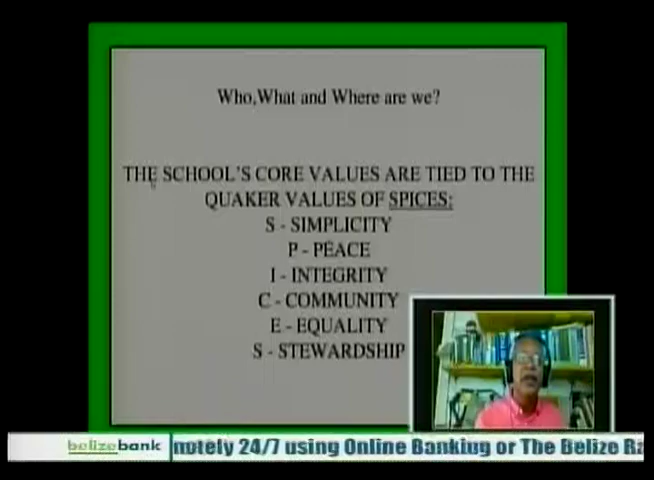 Who,What and Where are we?
THE SCHOOL'S CORE VALUES ARE TIED TO THE
QUAKER VALUES OF SPICES:
S - SIMPLICITY
P - PEACE
I - INTEGRITY
C - COMMUNITY
E - EQUALITY
S - STEWARDSHIP
belizebank
notely 24/7 using Online Banking or The Belize Ra